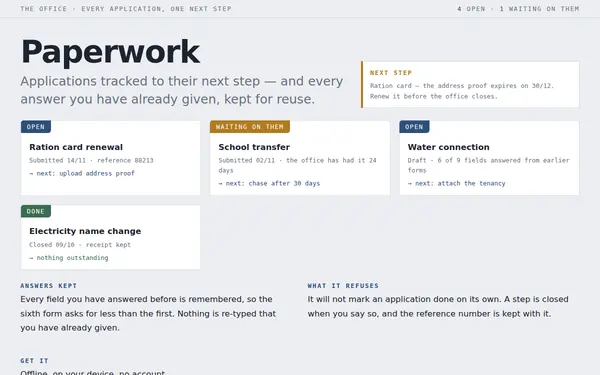 THE OFFICE · EVERY APPLICATION, ONE NEXT STEP
4 OPEN · 1 WAITING ON THEM
Paperwork
Applications tracked to their next step — and every
answer you have already given, kept for reuse.
NEXT STEP
Ration card — the address proof expires on 30/12.
Renew it before the office closes.
OPEN
Ration card renewal
Submitted 14/11 · reference 88213
→ next: upload address proof
WAITING ON THEM
School transfer
Submitted 02/11 · the office has had it 24
days
→ next: chase after 30 days
OPEN
Water connection
Draft · 6 of 9 fields answered from earlier
forms
→ next: attach the tenancy
DONE
Electricity name change
Closed 09/10 · receipt kept
→ nothing outstanding
ANSWERS KEPT
Every field you have answered before is remembered, so the
sixth form asks for less than the first. Nothing is re-typed that
you have already given.
WHAT IT REFUSES
It will not mark an application done on its own. A step is closed
when you say so, and the reference number is kept with it.
GET IT
Offline, on your device, no account